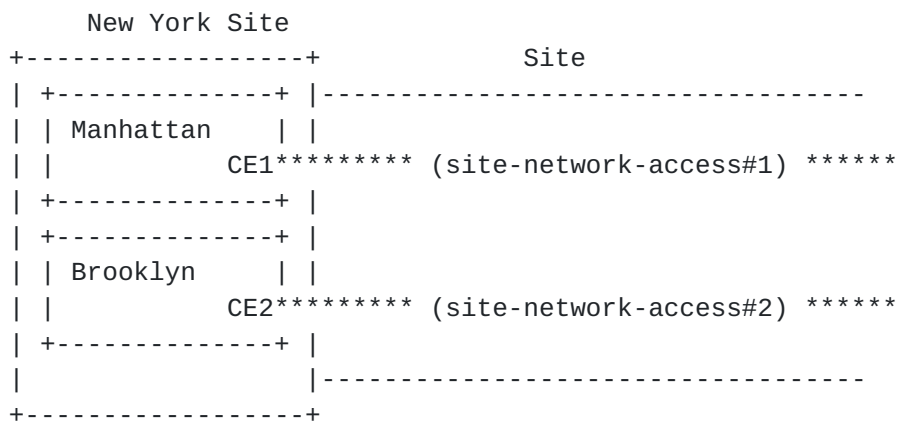 New York Site
+------------------+             Site
| +--------------+ |-----------------------------------
| | Manhattan    | |
| |           CE1********* (site-network-access#1) ******
| +--------------+ |
| +--------------+ |
| | Brooklyn     | |
| |           CE2********* (site-network-access#2) ******
| +--------------+ |
|                  |-----------------------------------
+------------------+